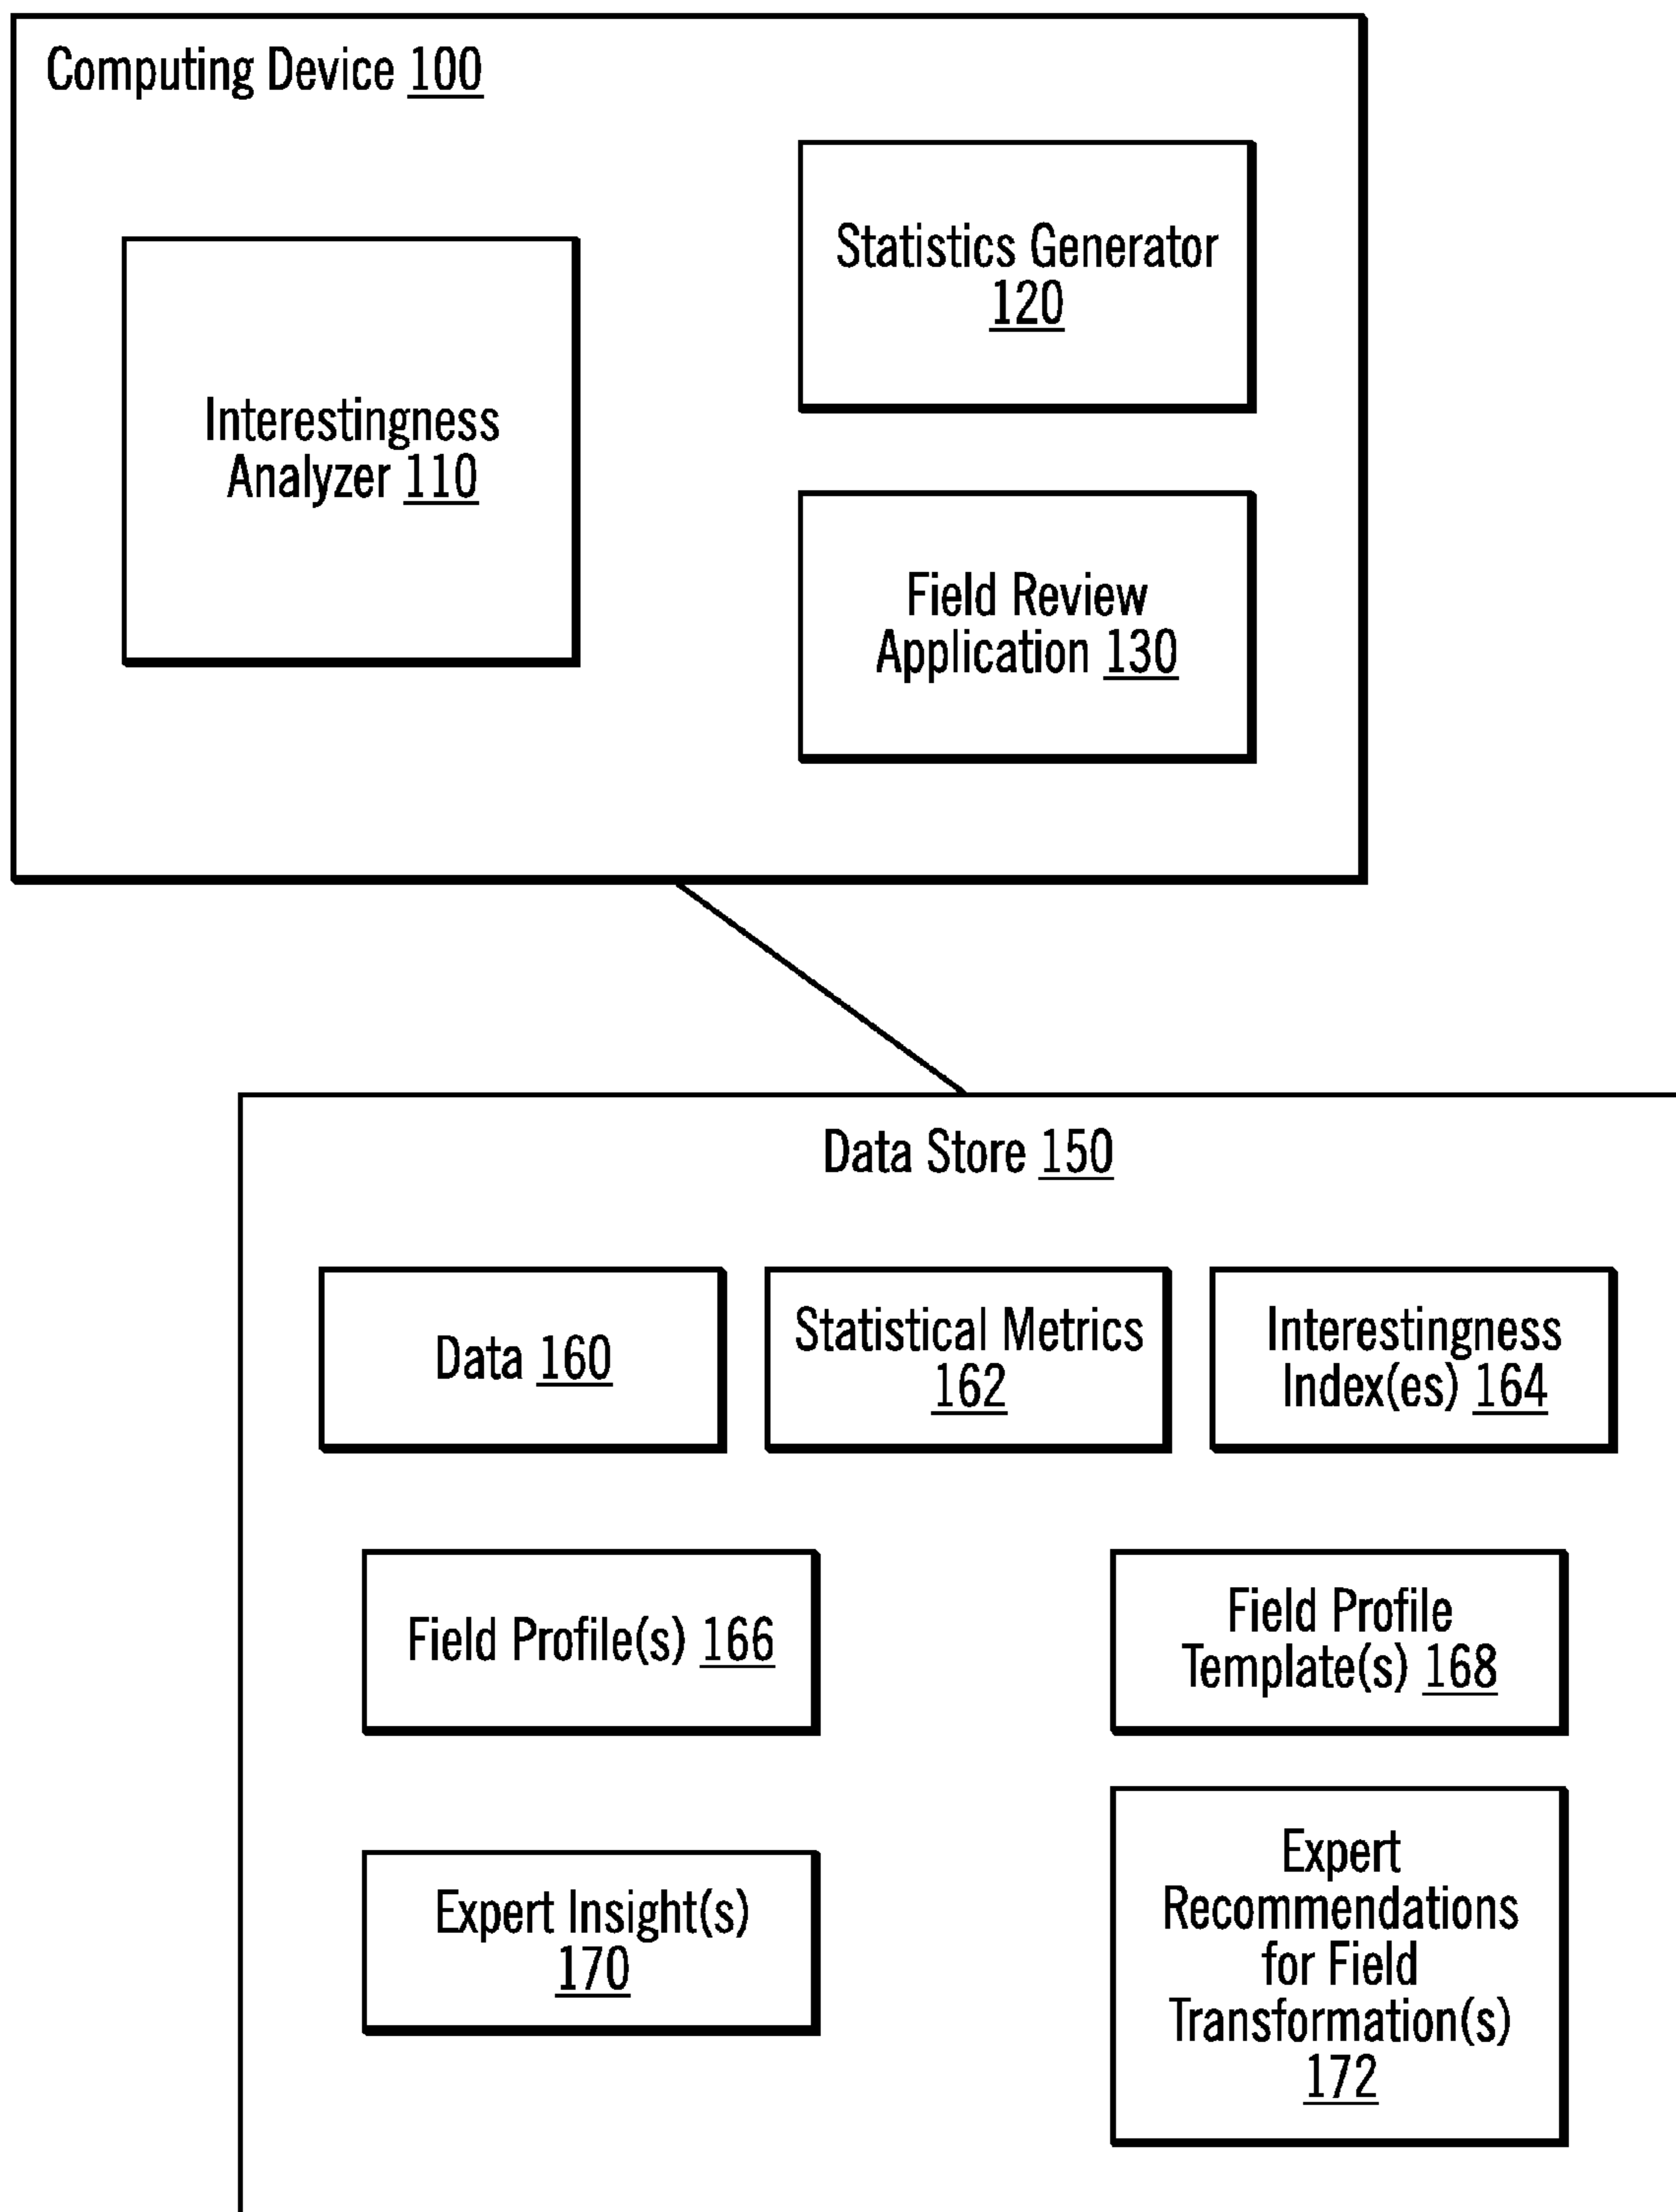 Computing Device 100
Statistics Generator
120
Interestingness
Analyzer 110
Field Review
Application 130
Data Store 150
Data 160
Statistical Metrics
162
Interestingness
Index(es) 164
Field Profile(s) 166
Field Profile
Template(s) 168
Expert Insight(s)
170
Expert
Recommendations
for Field
Transformation(s)
172